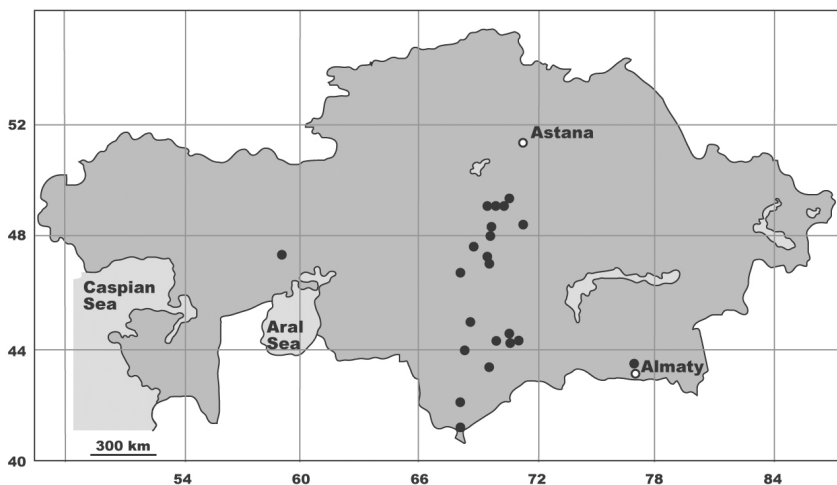 52
Astana
48
Caspian
Sea
Aral
Sea
44
Almaty
300 km
40
54 60 66 72 78 84